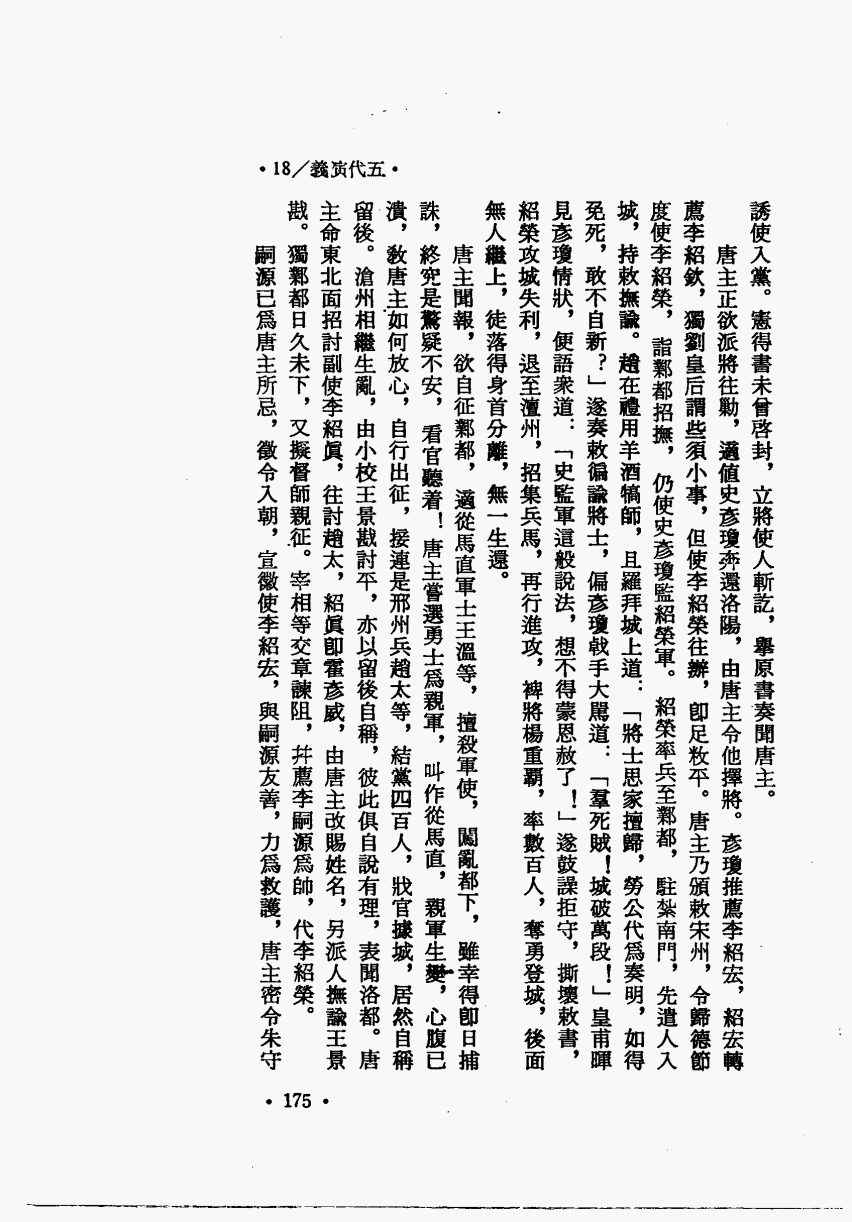 •18／義演代五•
誘使入黨。憲得書未曾啓封，立將使人斬訖，舉原書奏聞唐主。
唐主正欲派將往勦，適值史彥瓊奔還洛陽，由唐主令他擇將。彥瓊推薦李紹宏，紹宏轉
薦李紹欽，獨劉皇后謂些須小事，但使李紹榮往辦，卽足敉平。唐主乃頒敕宋州，令歸德節
度使李紹榮，詣鄴都招撫，仍使史彥瓊監紹榮軍。紹榮率兵至鄴都，駐紮南門，先遣人入
城，持敕撫諭。趙在禮用羊酒犒師，且羅拜城上道：「將士思家擅歸，勞公代爲奏明，如得
免死，敢不自新？」遂奏敕徧諭將士，偏彥瓊戟手大駡道：「羣死賊！城破萬段！」皇甫暉
見彥瓊情狀，便語衆道：「史監軍這般說法，想不得蒙恩赦了！」遂鼓譟拒守，撕壞敕書，
紹榮攻城失利，退至澶州，招集兵馬，再行進攻，裨將楊重霸，率數百人，奪勇登城，後面
無人繼上，徒落得身首分離，無一生還。
唐主聞報，欲自征鄴都，適從馬直軍士王溫等，擅殺軍使，闖亂都下，雖幸得卽日捕
誅，終究是驚疑不安，看官聽着！唐主嘗選勇士爲親軍，叫作從馬直，親軍生變，心腹已
潰，敎唐主如何放心，自行出征，接連是邢州兵趙太等，結黨四百人，戕官據城，居然自稱
留後。滄州相繼生亂，由小校王景戡討平，亦以留後自稱，彼此俱自說有理，表聞洛都。唐
主命東北面招討副使李紹眞，往討趙太，紹眞卽霍彥威，由唐主改賜姓名，另派人撫諭王景
戡。獨鄴都日久未下，又擬督師親征。宰相等交章諫阻，幷薦李嗣源爲帥，代李紹榮。
嗣源已爲唐主所忌，徵令入朝，宣徽使李紹宏，與嗣源友善，力爲救護，唐主密令朱守
•175•